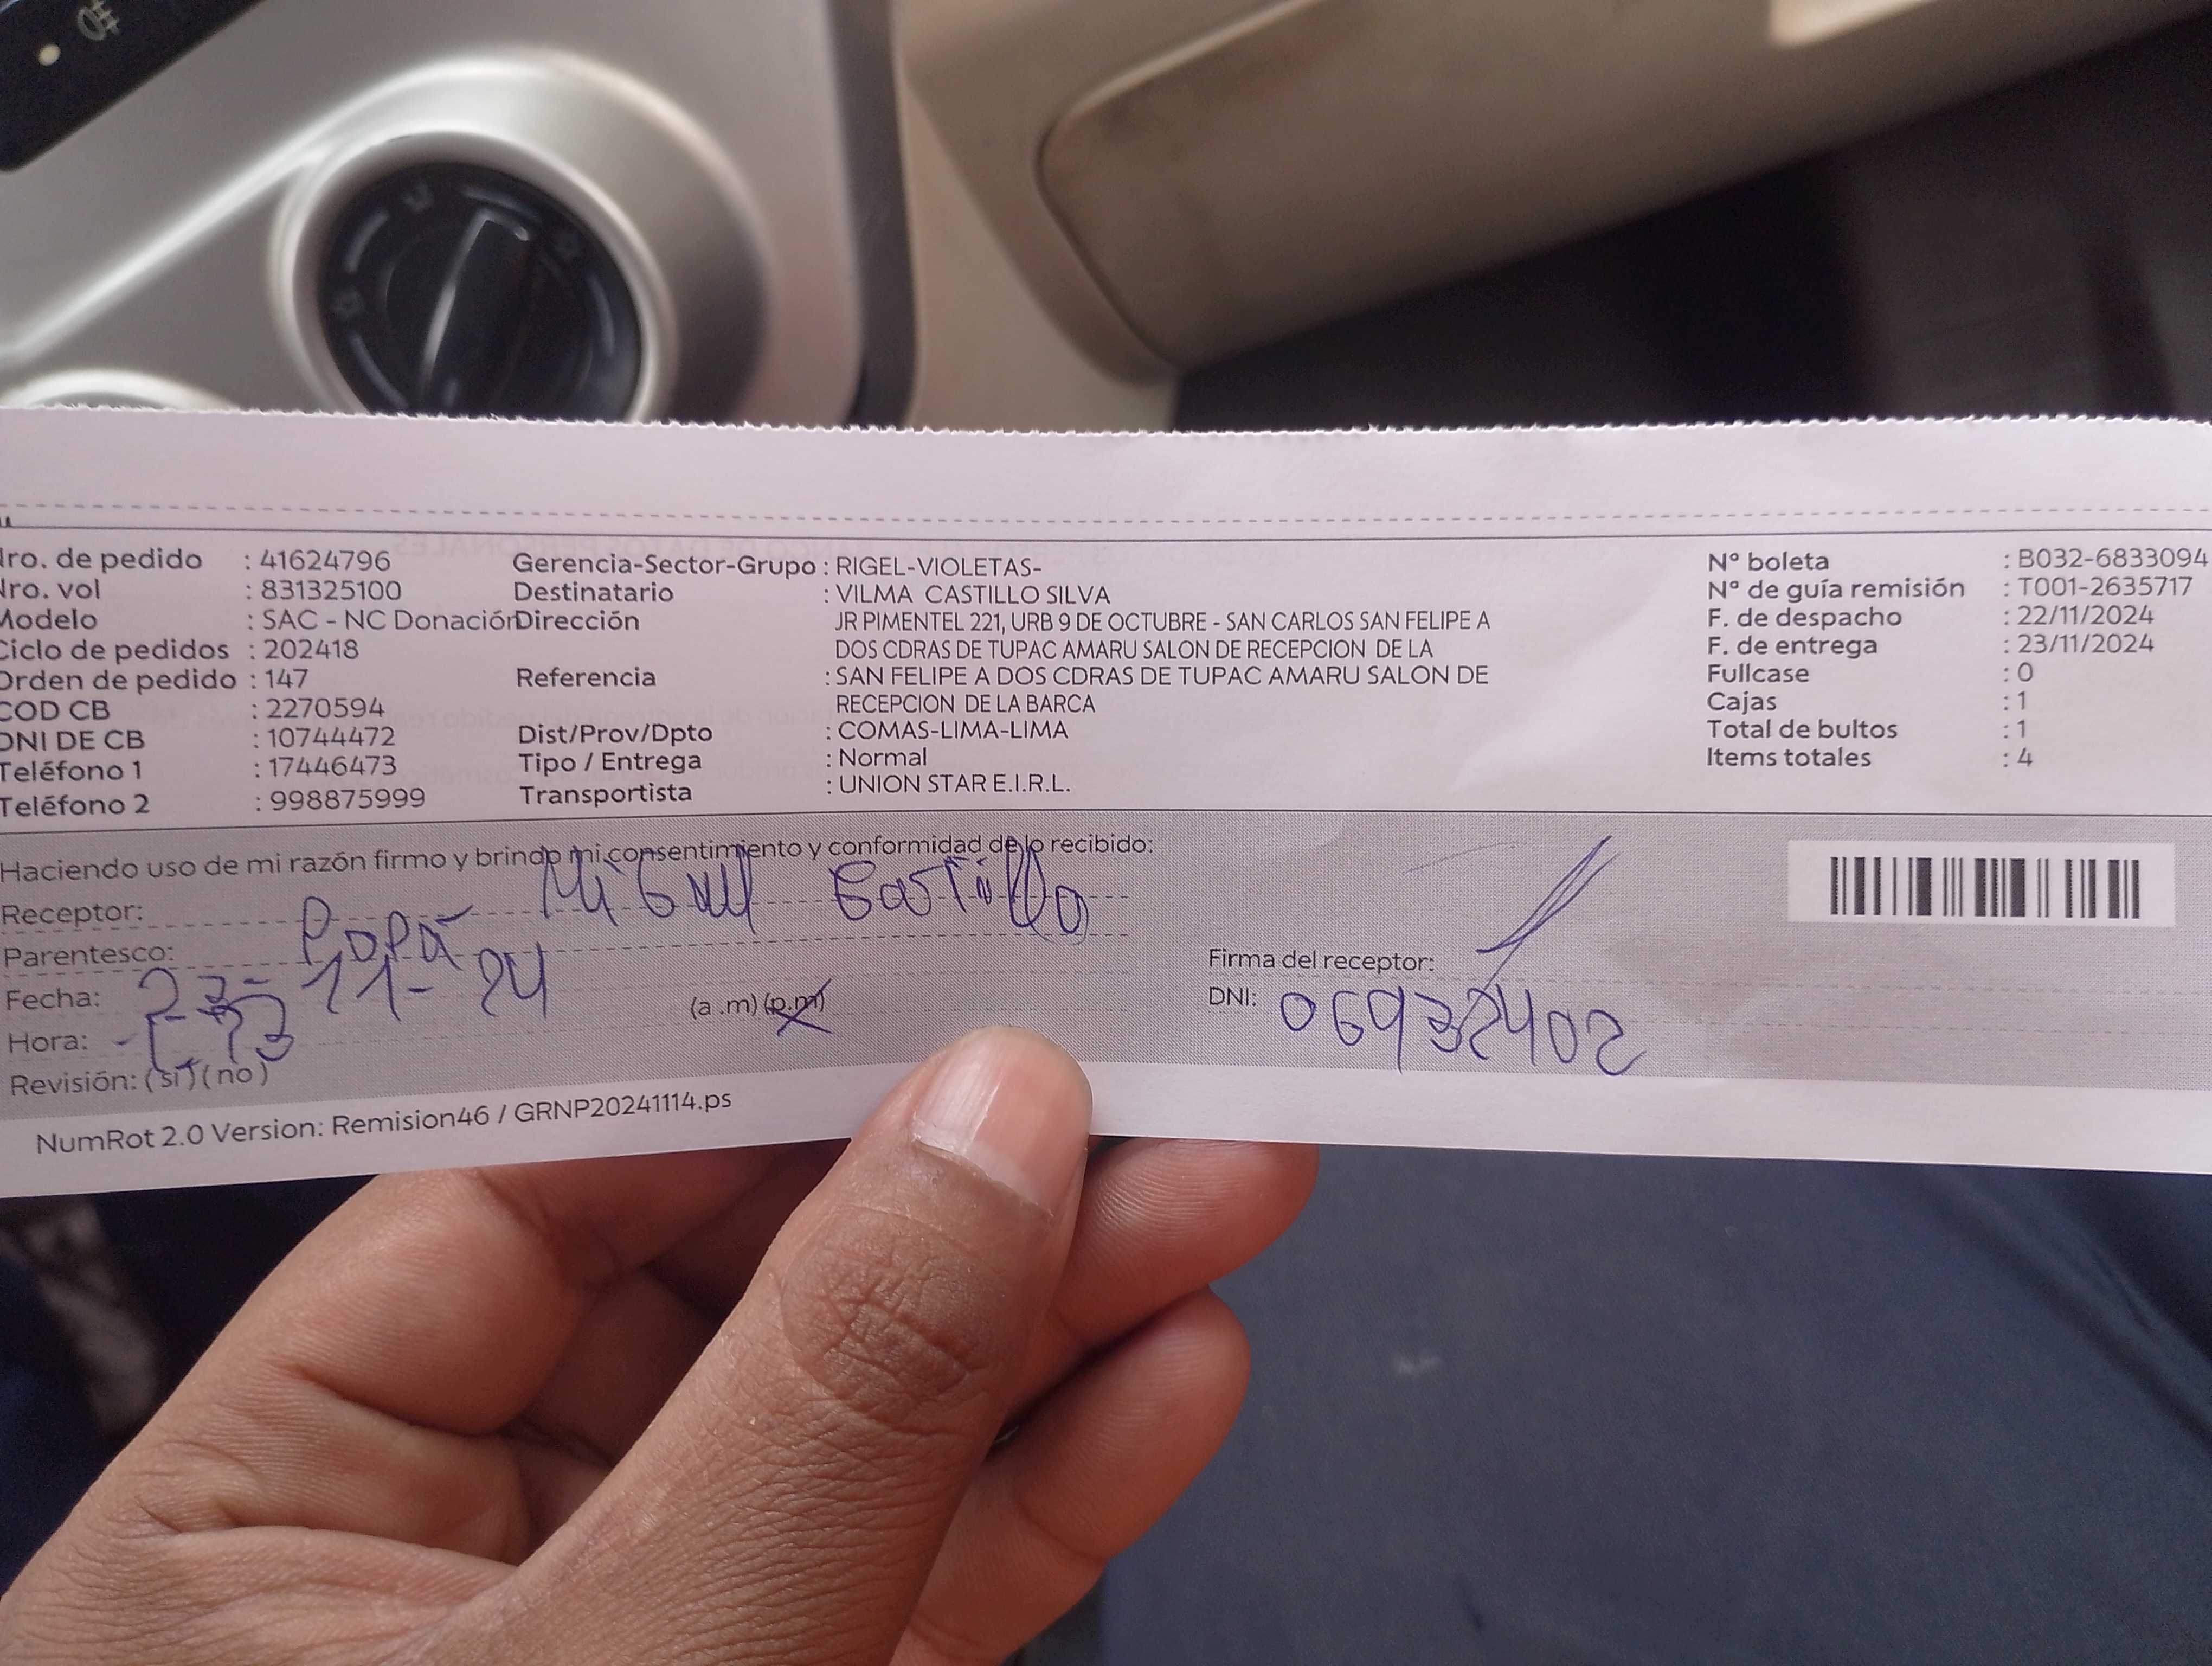 Nro. de pedido : 41624796 Gerencia-Sector-Grupo : RIGEL-VIOLETAS- Nº boleta : B032-6833094
Nro. vol : 831325100 Destinatario : VILMA CASTILLO SILVA Nº de guía remisión : T001-2635717
Modelo : SAC - NC Donación Dirección JR PIMENTEL 221, URB 9 DE OCTUBRE - SAN CARLOS SAN FELIPE A F. de despacho : 22/11/2024
Ciclo de pedidos : 202418 DOS CDRAS DE TUPAC AMARU SALON DE RECEPCION DE LA F. de entrega : 23/11/2024
Orden de pedido : 147 Referencia : SAN FELIPE A DOS CDRAS DE TUPAC AMARU SALON DE Fullcase : 0
COD CB : 2270594 RECEPCION DE LA BARCA Cajas : 1
DNI DE CB : 10744472 Dist/Prov/Dpto : COMAS-LIMA-LIMA Total de bultos : 1
Teléfono 1 : 17446473 Tipo / Entrega : Normal Items totales : 4
Teléfono 2 : 998875999 Transportista : UNION STAR E.I.R.L.
Haciendo uso de mi razón firmo y brindo mi consentimiento y conformidad de lo recibido:
Receptor: Miguel Castillo
Parentesco: Papá Firma del receptor:
Fecha: 23-11-24 (a .m) (p.m) DNI: 06932402
Hora:
Revisión: (si) (no)
NumRot 2.0 Version: Remision46 / GRNP20241114.ps